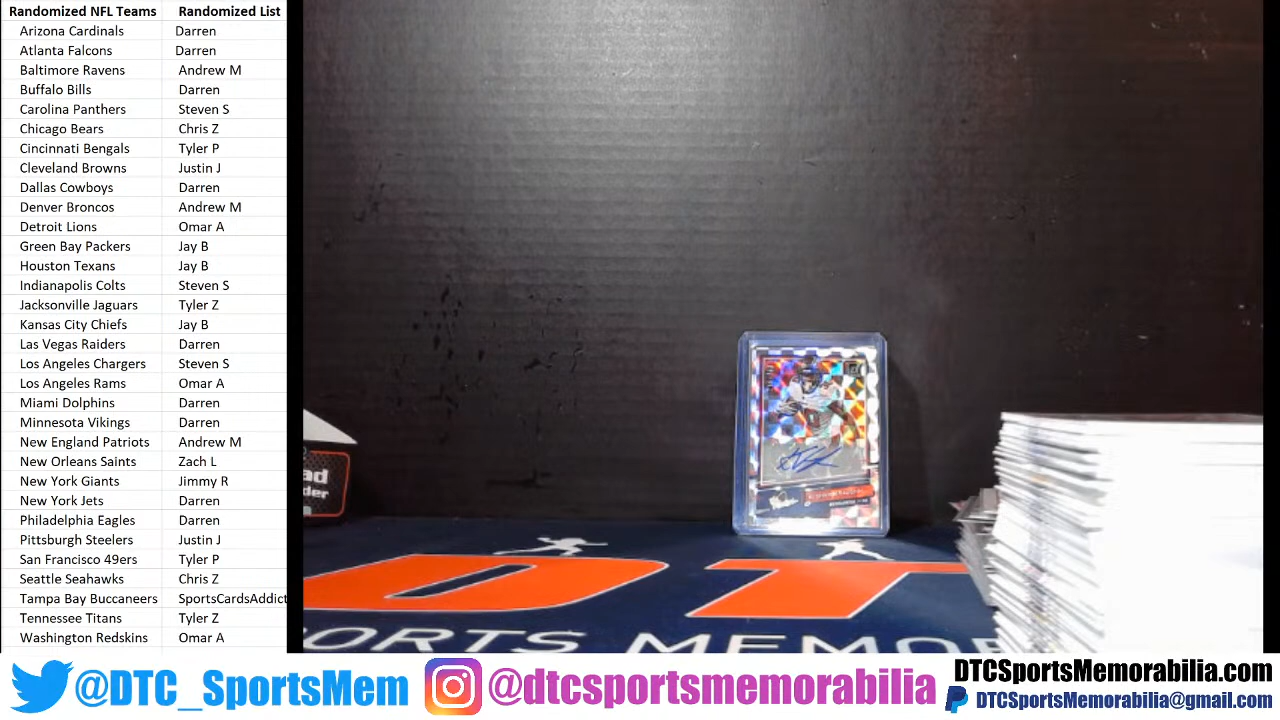 Randomized NFL Teams Randomized List
Arizona Cardinals Darren
Atlanta Falcons Darren
Baltimore Ravens Andrew M
Buffalo Bills Darren
Carolina Panthers Steven S
Chicago Bears Chris Z
Cincinnati Bengals Tyler P
Cleveland Browns Justin J
Dallas Cowboys Darren
Denver Broncos Andrew M
Detroit Lions Omar A
Green Bay Packers Jay B
Houston Texans Jay B
Indianapolis Colts Steven S
Jacksonville Jaguars Tyler Z
Kansas City Chiefs Jay B
Las Vegas Raiders Darren
Los Angeles Chargers Steven S
Los Angeles Rams Omar A
Miami Dolphins Darren
Minnesota Vikings Darren
New England Patriots Andrew M
New Orleans Saints Zach L
New York Giants Jimmy R
New York Jets Darren
Philadelphia Eagles Darren
Pittsburgh Steelers Justin J
San Francisco 49ers Tyler P
Seattle Seahawks Chris Z
Tampa Bay Buccaneers SportsCardsAddict
Tennessee Titans Tyler Z
Washington Redskins Omar A
ad
der
DT
ORTS MEMO
@DTC_SportsMem
@dtcsportsmemorabilia
DTCSportsMemorabilia.com
DTCSportsMemorabilia@gmail.com